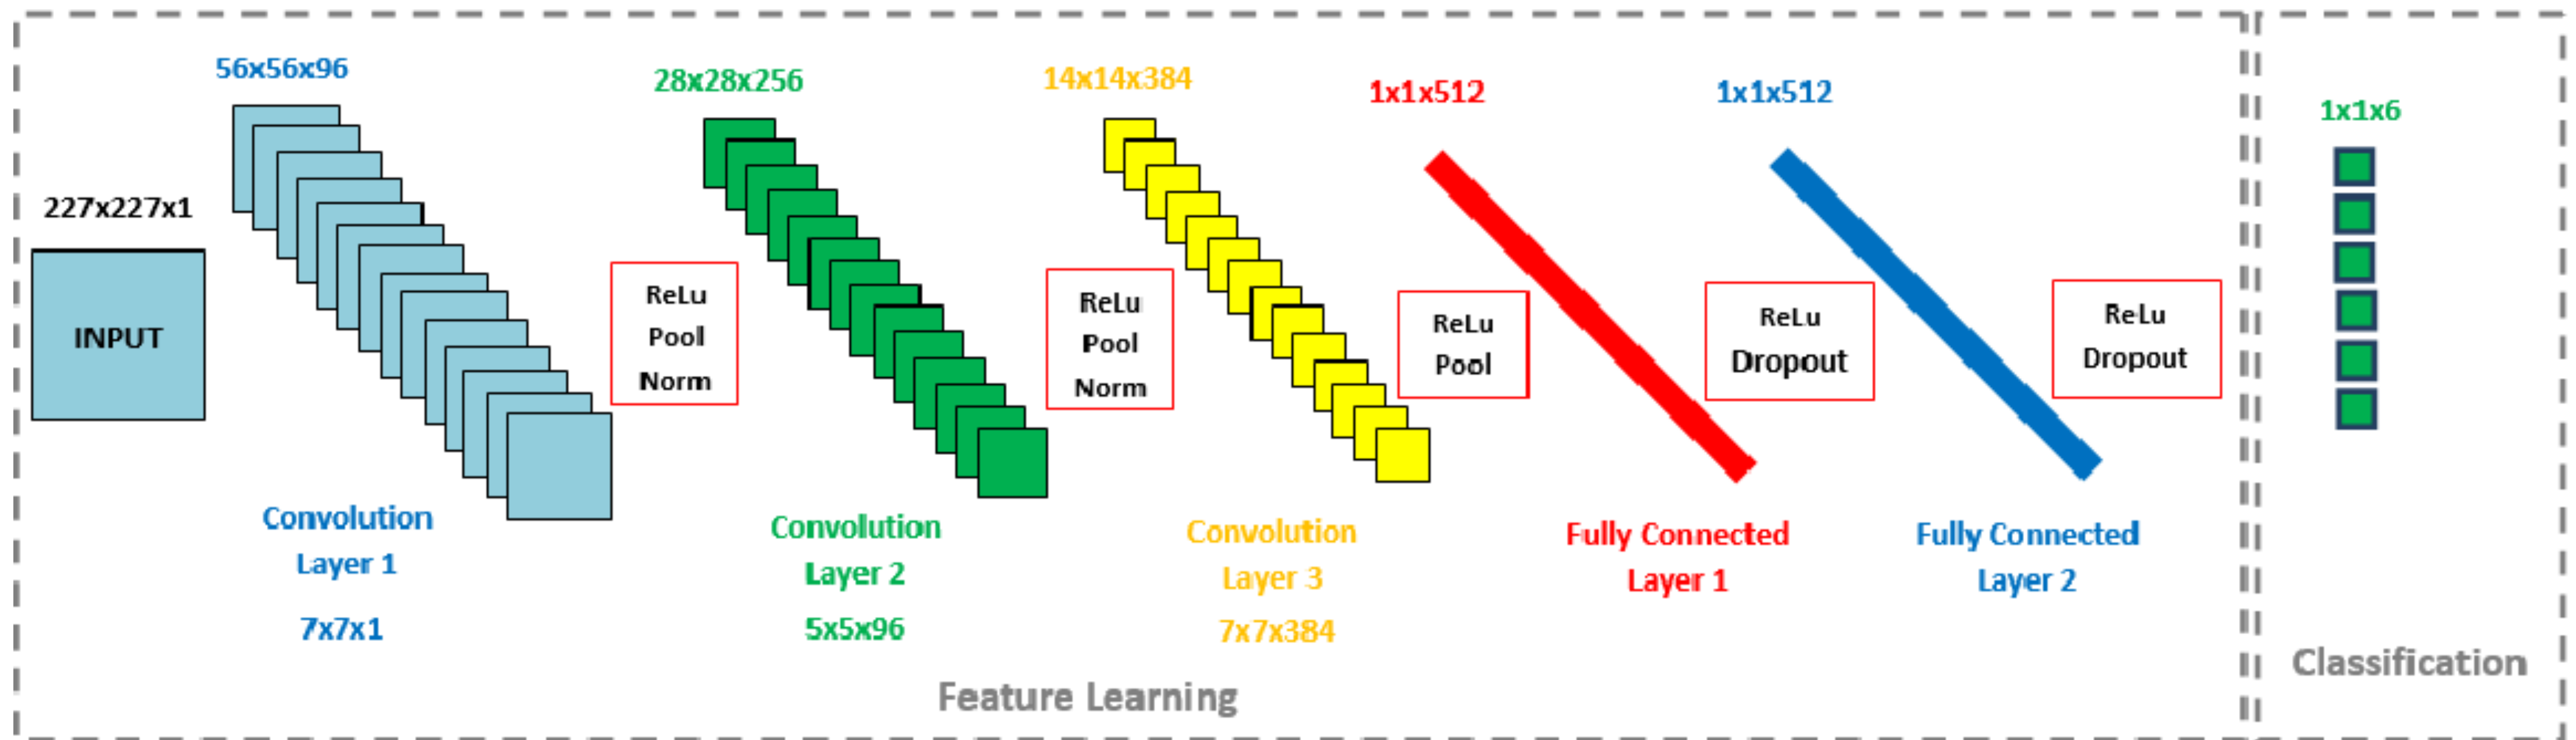 227x227x1
INPUT
56x56x96
Convolution
Layer 1
7x7x1
ReLu
Pool
Norm
28x28x256
Convolution
Layer 2
5x5x96
ReLu
Pool
Norm
14x14x384
Convolution
Layer 3
7x7x384
ReLu
Pool
1x1x512
Fully Connected
Layer 1
ReLu
Dropout
1x1x512
Fully Connected
Layer 2
ReLu
Dropout
Feature Learning
1x1x6
Classification